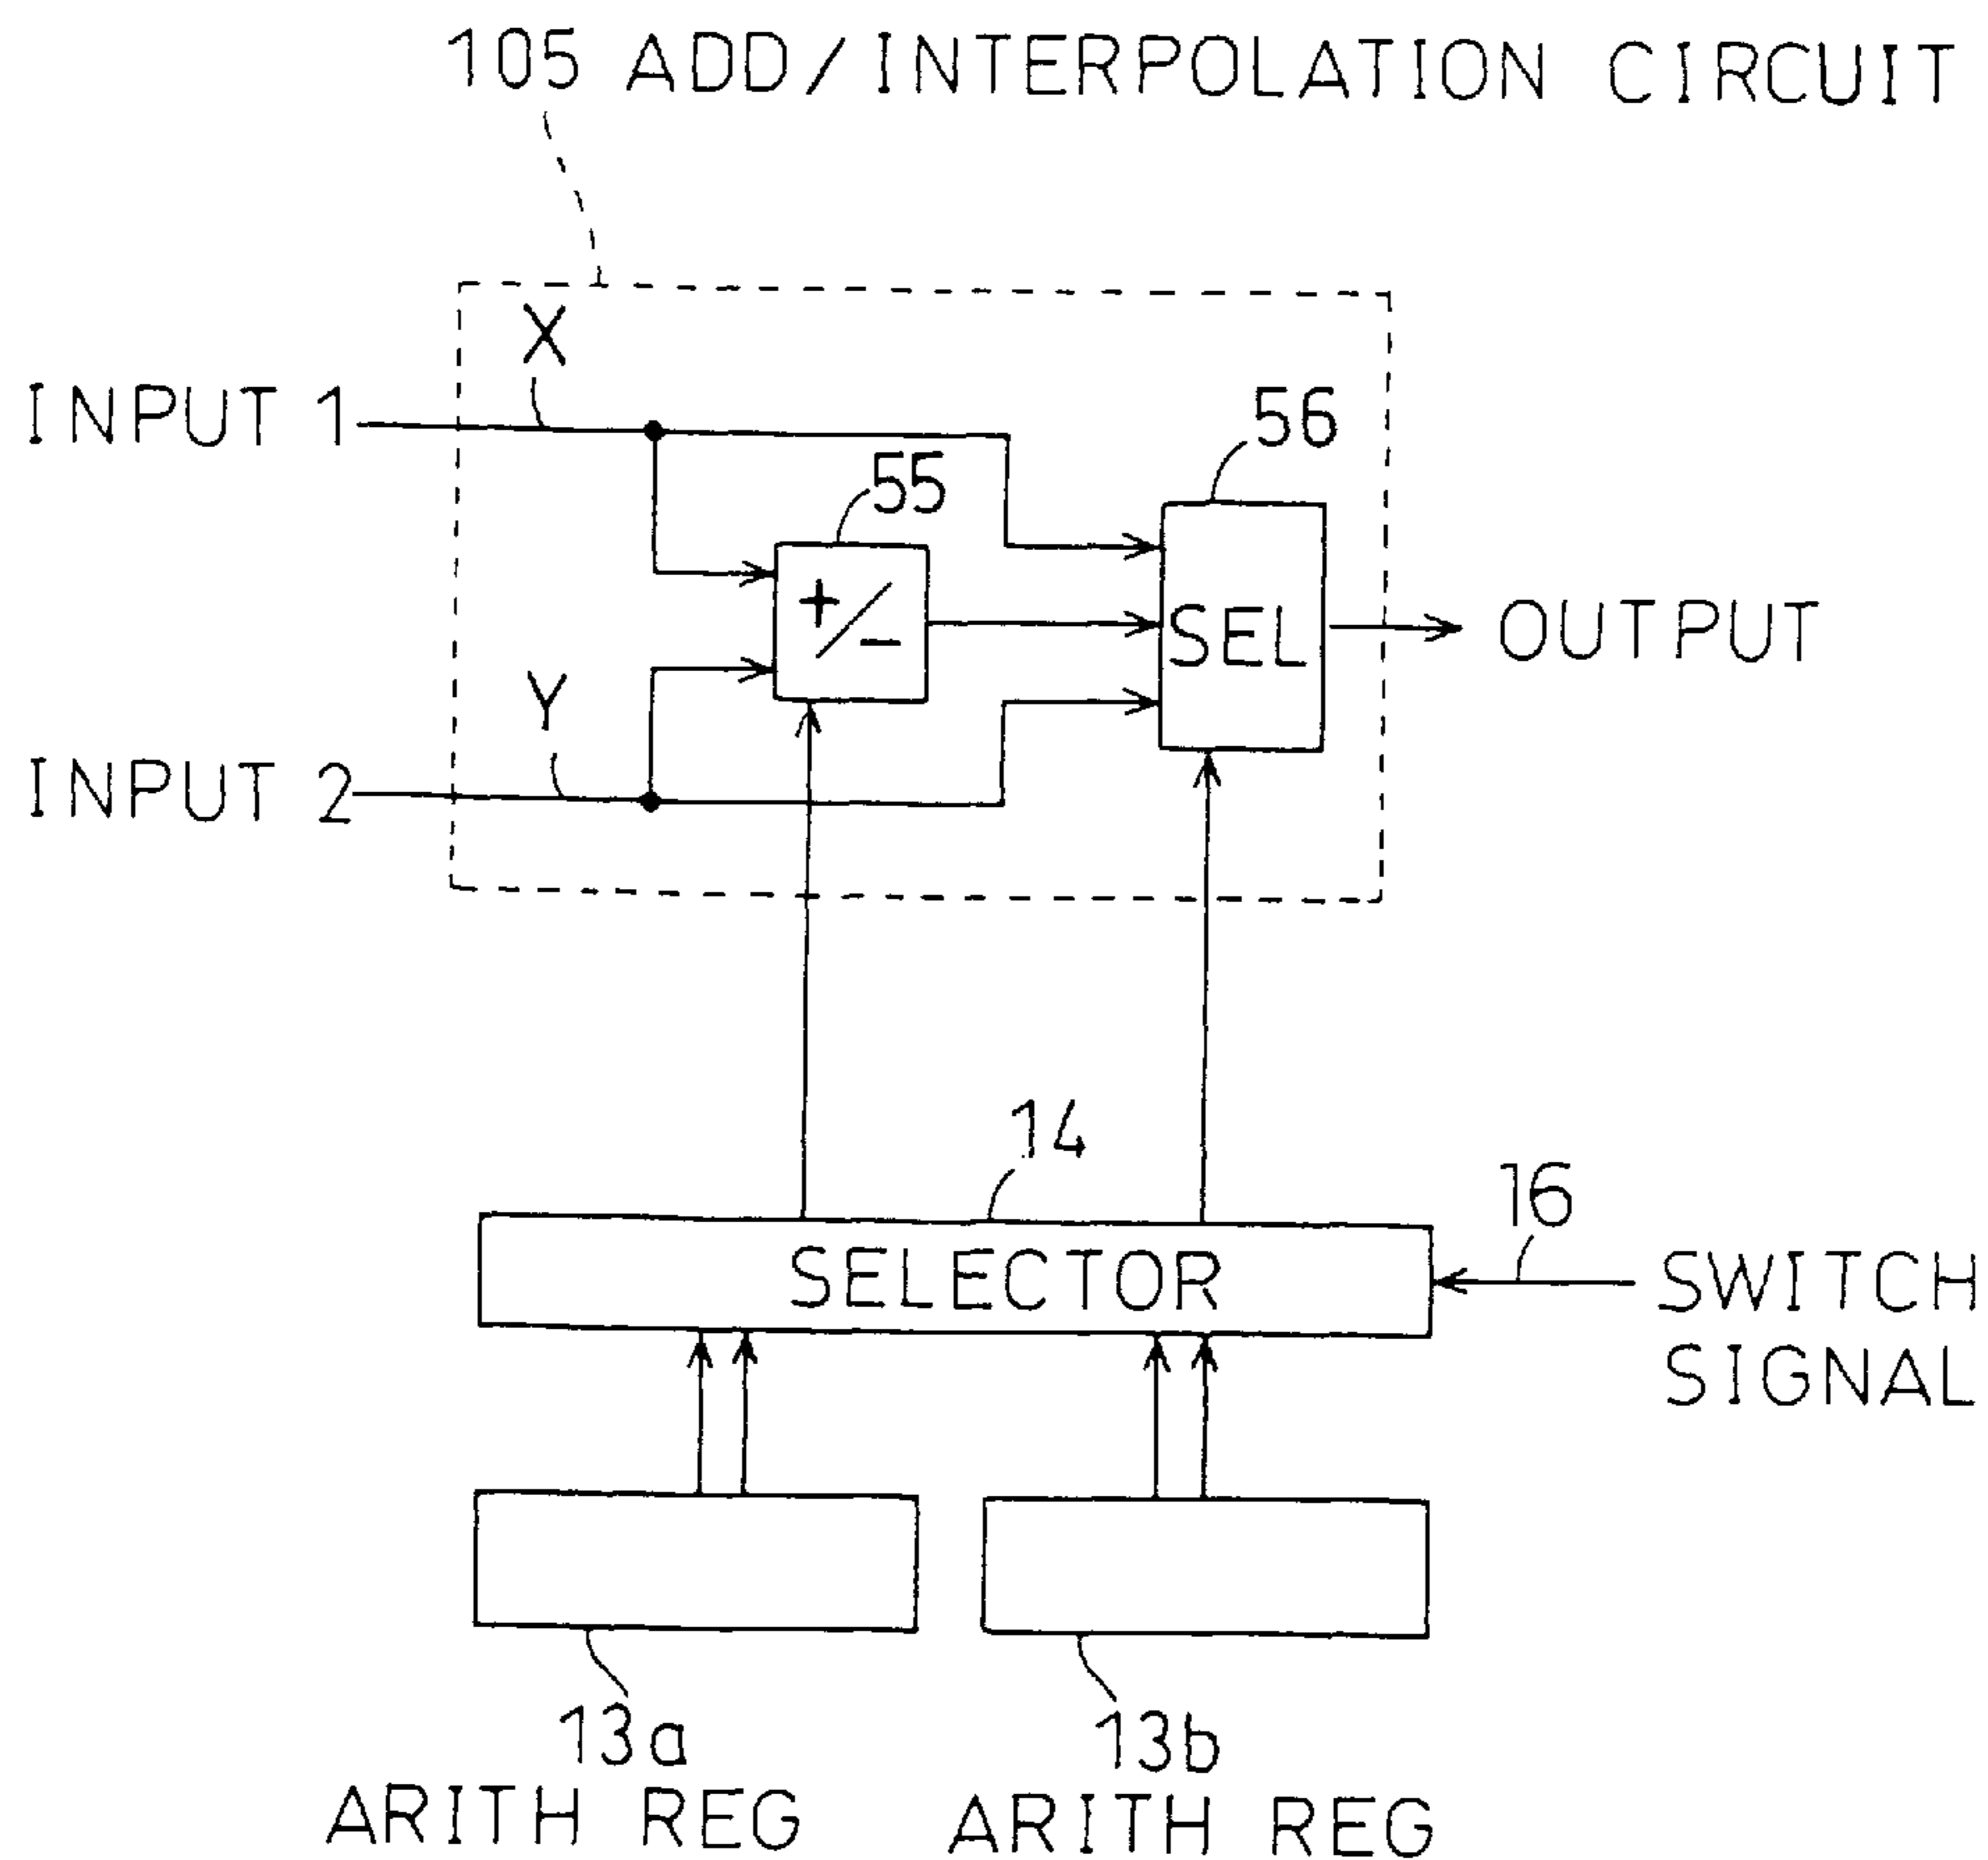 105 ADD/INTERPOLATION CIRCUIT
X
INPUT 1
56
55
+/-
SEL
OUTPUT
Y
INPUT 2
14
16
SELECTOR
SWITCH
SIGNAL
13a
13b
ARITH REG
ARITH REG